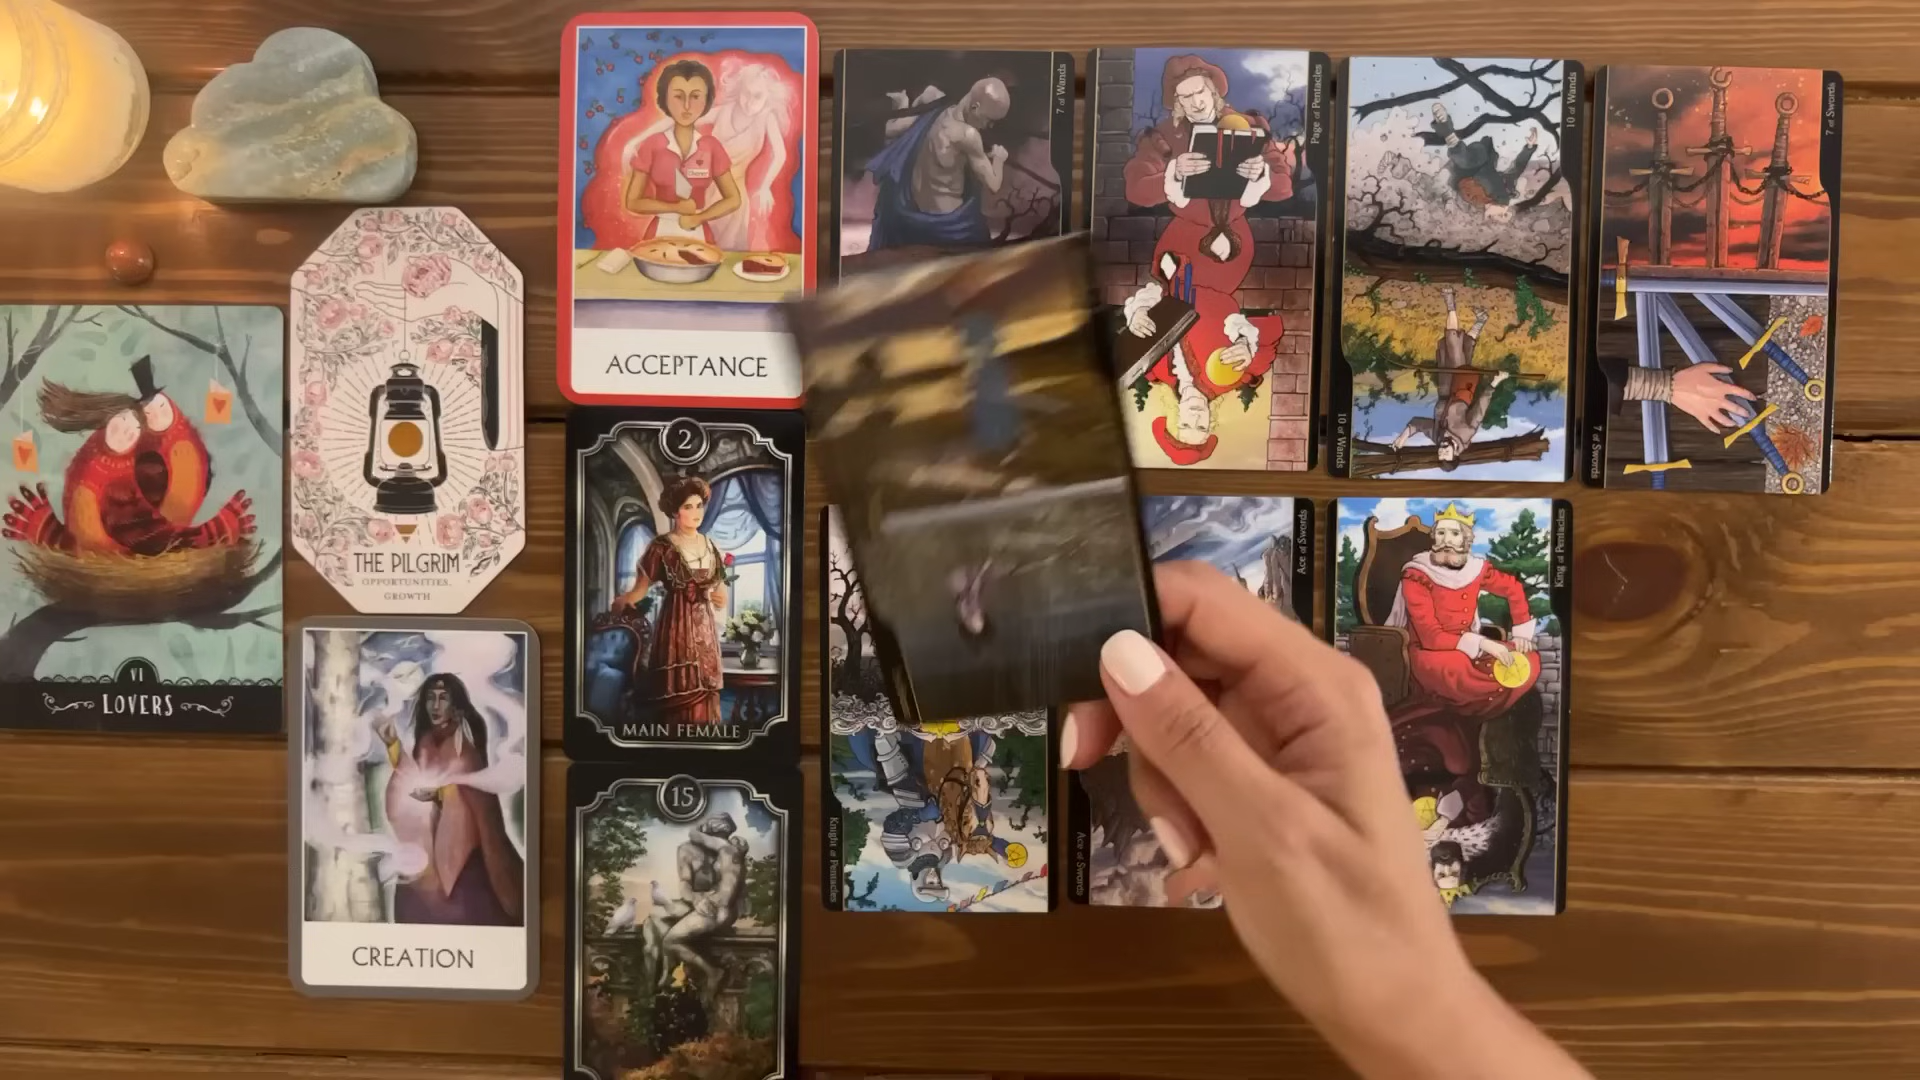 VI
LOVERS
THE PILGRIM
OPPORTUNITIES.
GROWTH
CREATION
Cherry
ACCEPTANCE
2
MAIN FEMALE
15
7 of Wands
Page of Pentacles
10 of Wands
10 of Wands
7 of Swords
7 of Swords
Knight of Pentacles
Ace of Swords
Ace of Swords
King of Pentacles